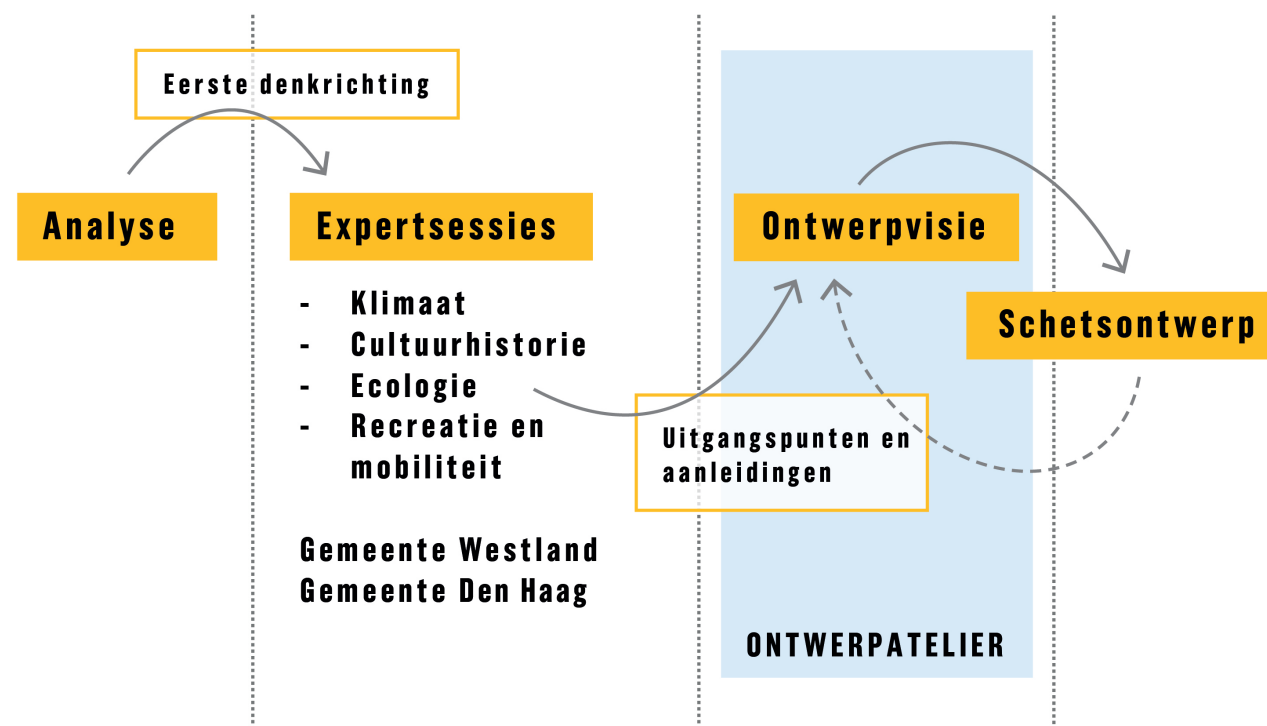 Eerste denkrichting
Analyse
Expertsessies
- Klimaat
- Cultuurhistorie
- Ecologie
- Recreatie en
mobiliteit
Gemeente Westland
Gemeente Den Haag
Uitgangspunten en
aanleidingen
Ontwerpvisie
Schetsontwerp
ONTWERPATELIER